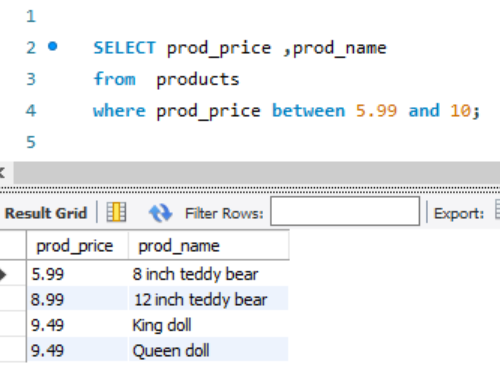 1
2 SELECT prod_price ,prod_name
3 from products
4 where prod_price between 5.99 and 10;
5
Result Grid Filter Rows: Export:
prod_price prod_name
5.99 8 inch teddy bear
8.99 12 inch teddy bear
9.49 King doll
9.49 Queen doll